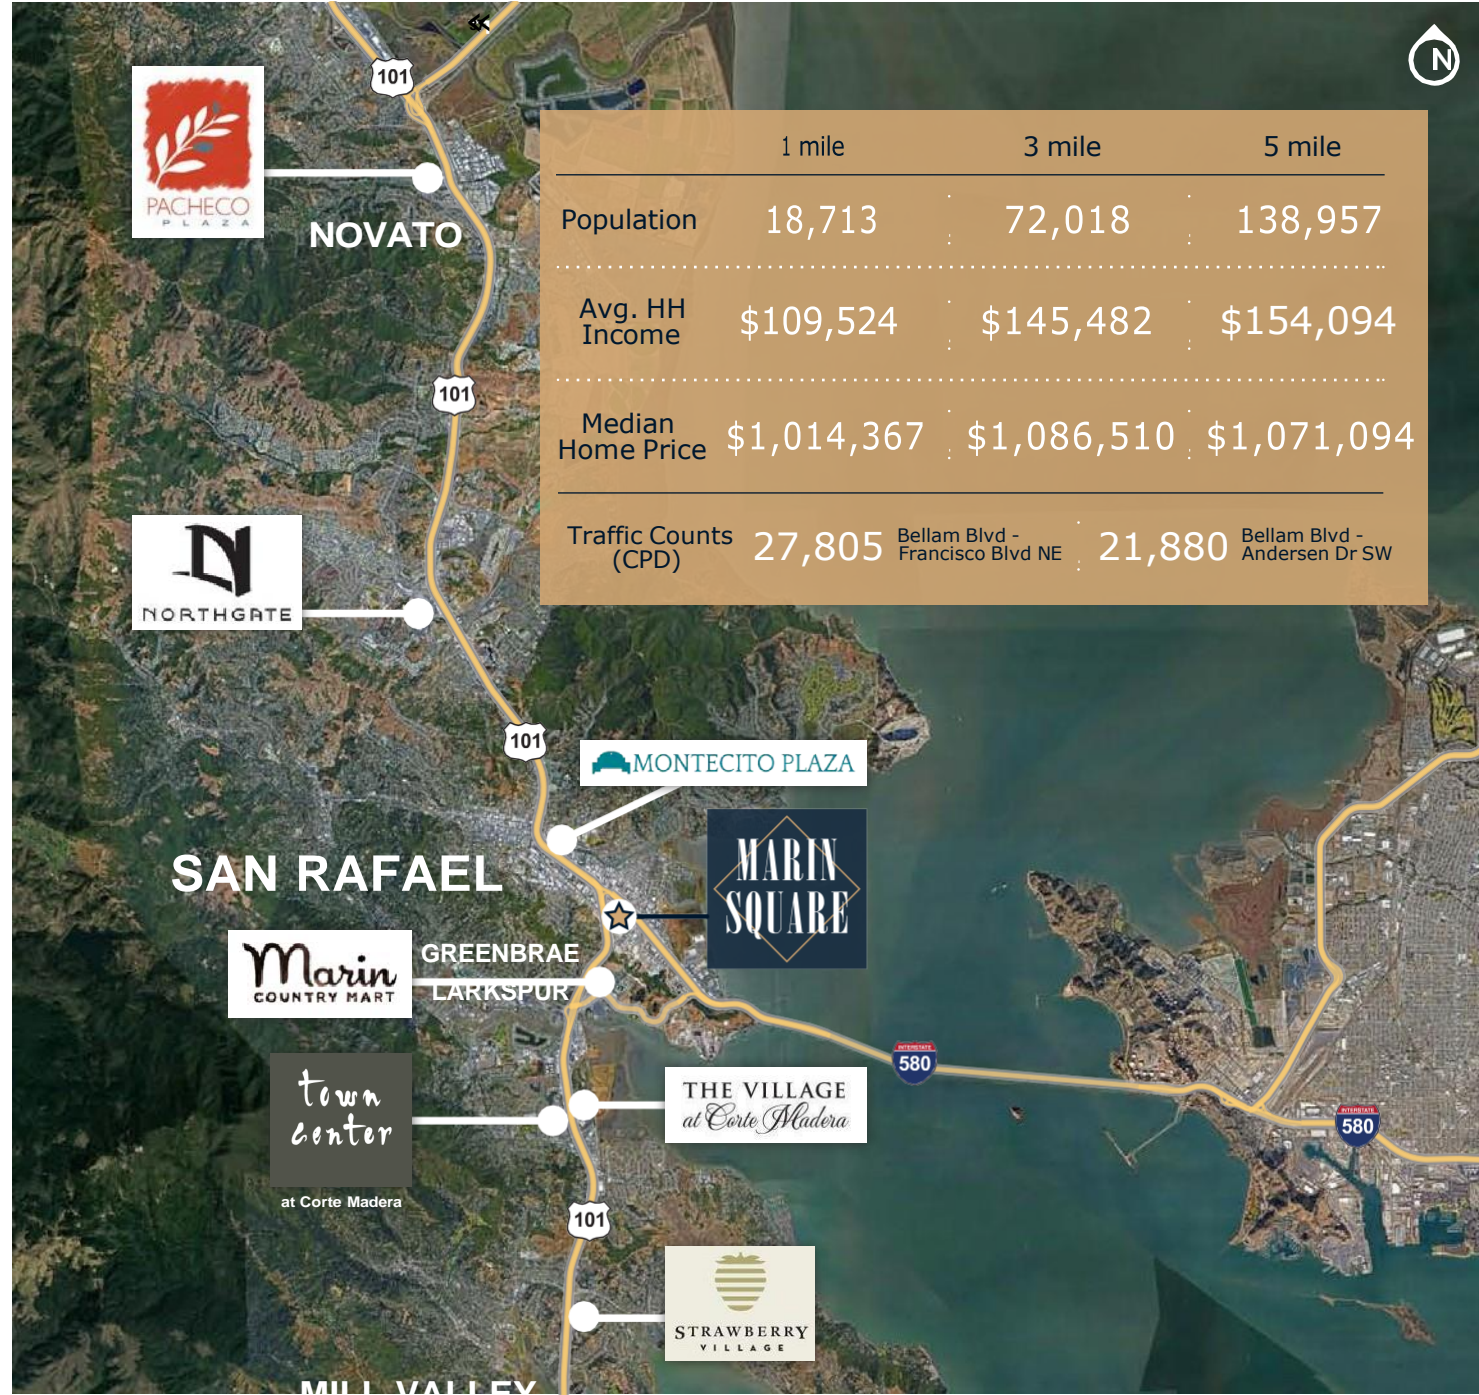 N
101
PACHECO
PLAZA
NOVATO
1 mile 3 mile 5 mile
Population 18,713 72,018 138,957
Avg. HH
Income $109,524 $145,482 $154,094
Median
Home Price $1,014,367 $1,086,510 $1,071,094
Traffic Counts
(CPD) 27,805 Bellam Blvd -
Francisco Blvd NE 21,880 Bellam Blvd -
Andersen Dr SW
101
NORTHGATE
101
MONTECITO PLAZA
MARIN
SQUARE
SAN RAFAEL
GREENBRAE
LARKSPUR
Marin
COUNTRY MART
INTERSTATE
580
town
center
at Corte Madera
THE VILLAGE
at Corte Madera
INTERSTATE
580
101
STRAWBERRY
VILLAGE
MILL VALLEY